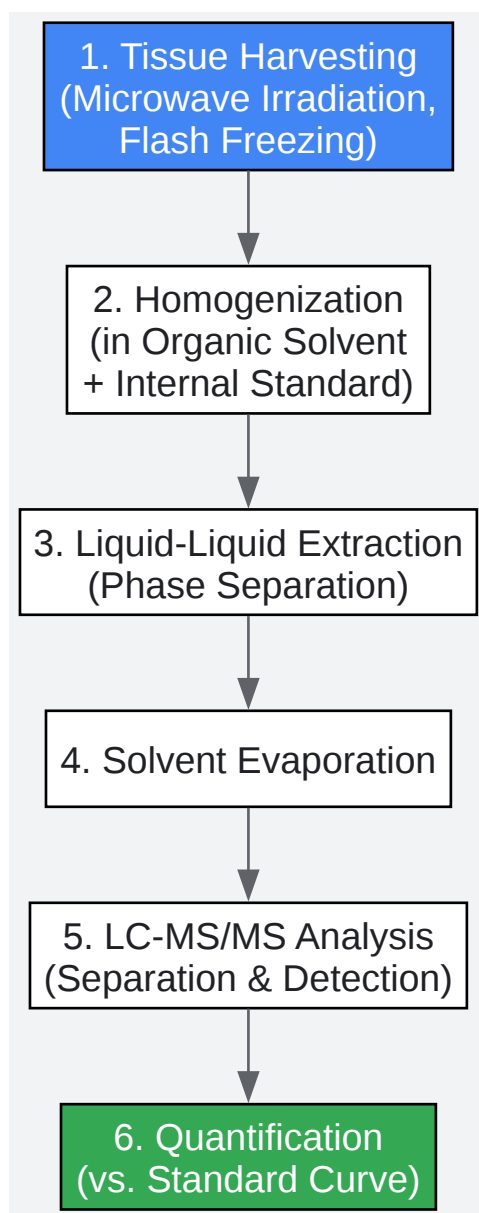 1. Tissue Harvesting
(Microwave Irradiation,
Flash Freezing)
2. Homogenization
(in Organic Solvent
+ Internal Standard)
3. Liquid-Liquid Extraction
(Phase Separation)
4. Solvent Evaporation
5. LC-MS/MS Analysis
(Separation & Detection)
6. Quantification
(vs. Standard Curve)